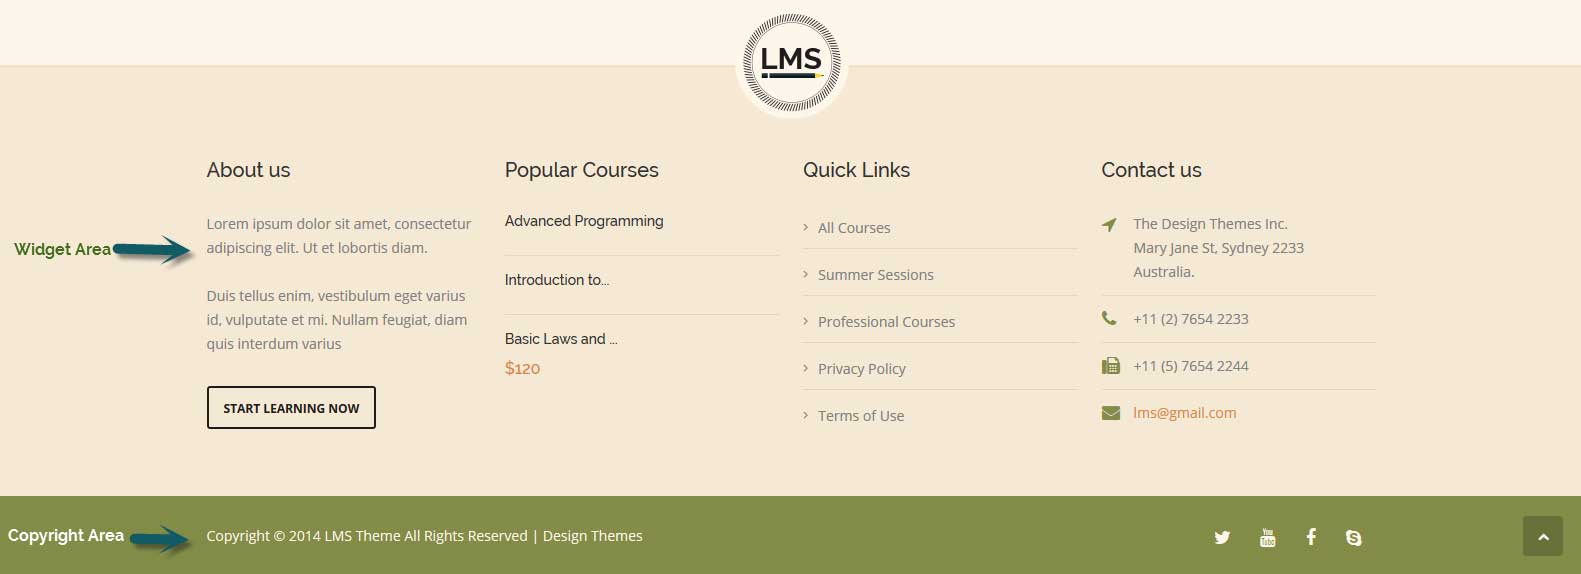 LMS
About us
Lorem ipsum dolor sit amet, consectetur
adipiscing elit. Ut et lobortis diam.
Duis tellus enim, vestibulum eget varius
id, vulputate et mi. Nullam feugiat, diam
quis interdum varius
START LEARNING NOW
Popular Courses
Advanced Programming
Introduction to...
Basic Laws and ...
$120
Quick Links
All Courses
Summer Sessions
Professional Courses
Privacy Policy
Terms of Use
Contact us
The Design Themes Inc.
Mary Jane St, Sydney 2233
Australia.
+11 (2) 7654 2233
+11 (5) 7654 2244
lms@gmail.com
Widget Area
Copyright Area
Copyright © 2014 LMS Theme All Rights Reserved | Design Themes
You
Tube